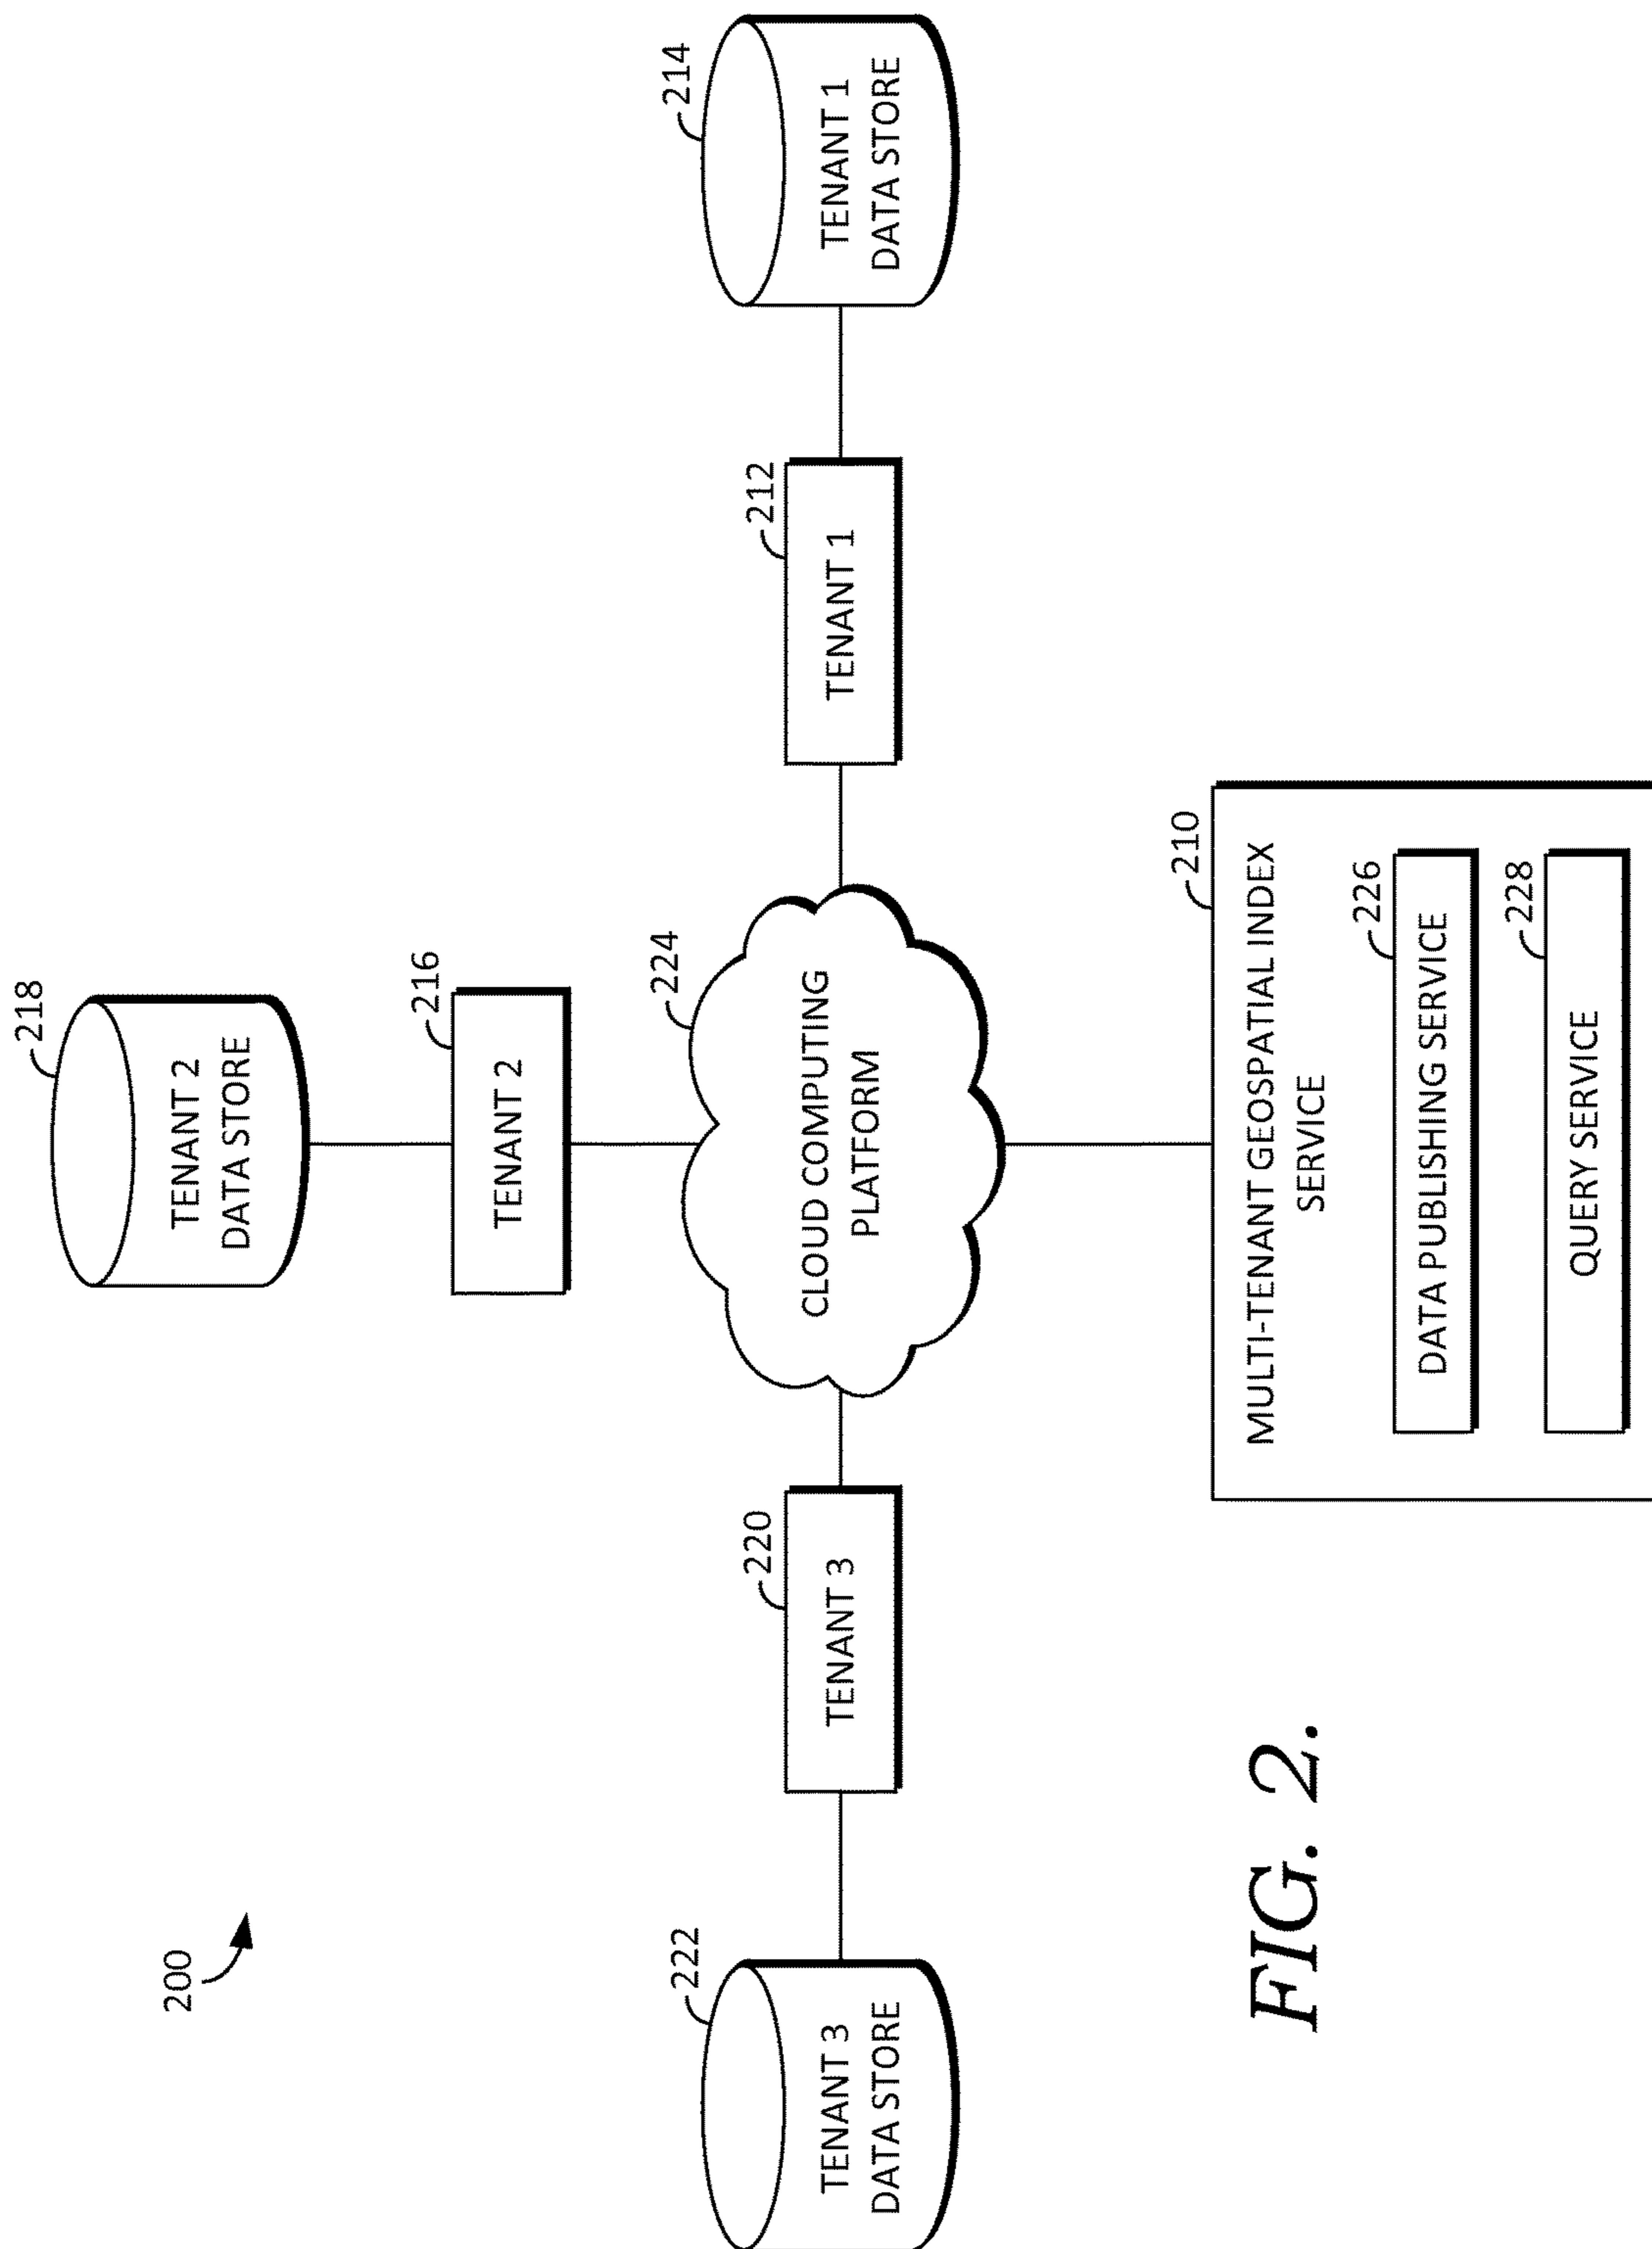 200
218
TENANT 2
DATA STORE
216
TENANT 2
222
TENANT 3
DATA STORE
220
TENANT 3
224
CLOUD COMPUTING
PLATFORM
212
TENANT 1
214
TENANT 1
DATA STORE
210
MULTI-TENANT GEOSPATIAL INDEX
SERVICE
226
DATA PUBLISHING SERVICE
228
QUERY SERVICE
FIG. 2.